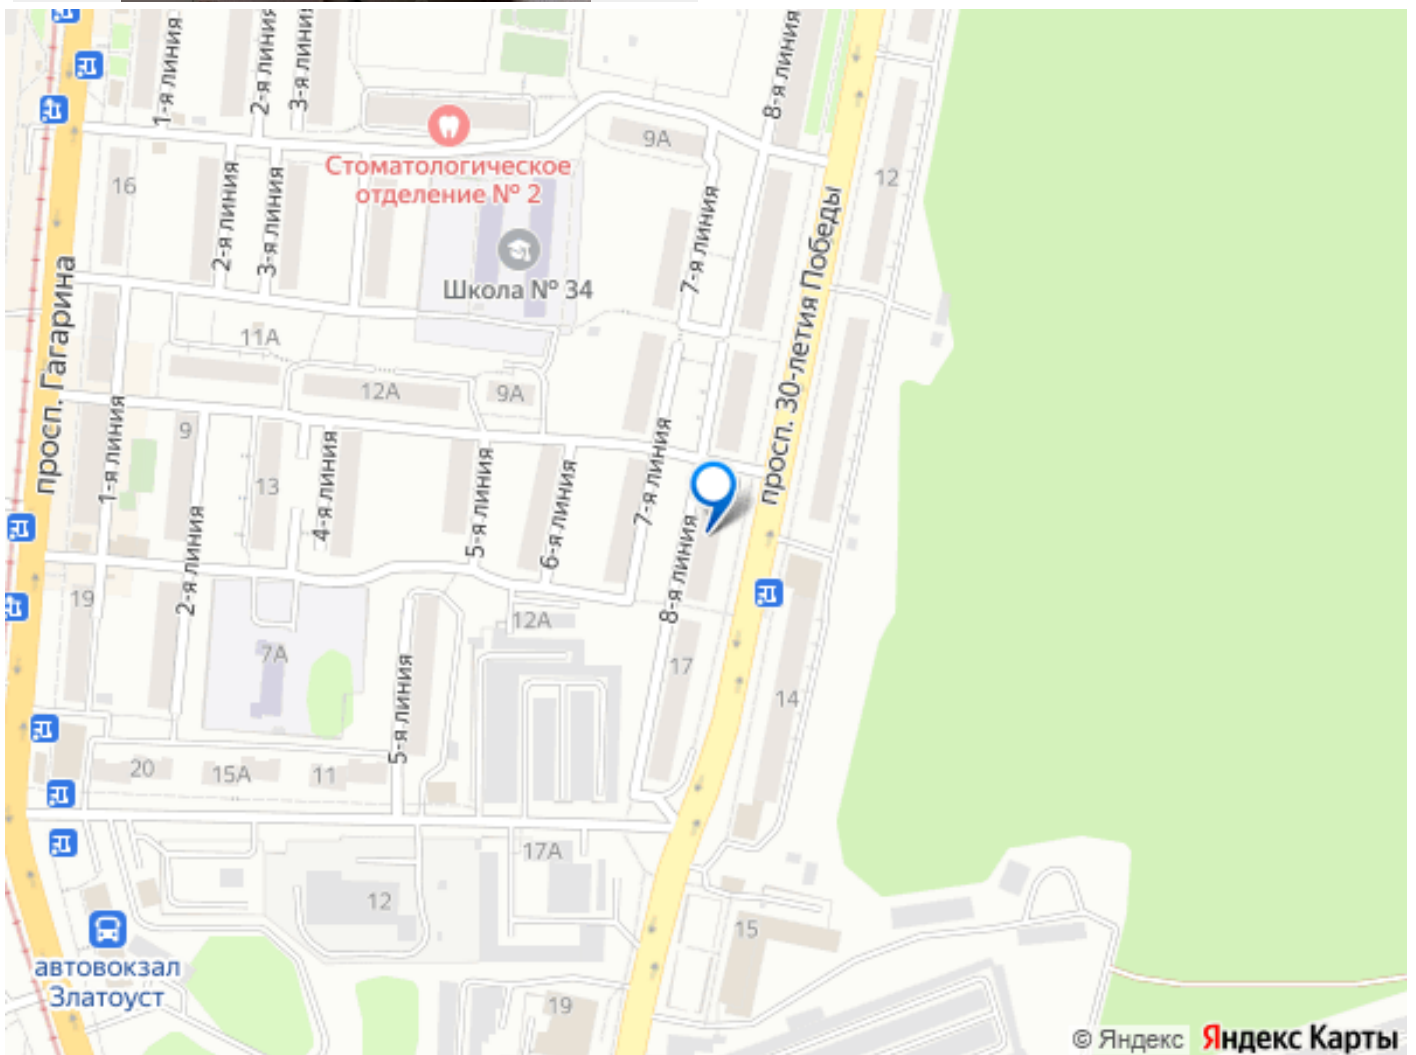 1-я линия
2-я линия
3-я линия
8-я линия
Стоматологическое
отделение № 2
9А
12
16
2-я линия
3-я линия
7-я линия
Школа № 34
просп. Гагарина
просп. 30-летия Победы
11А
12А
9А
9
1-я линия
13
4-я линия
5-я линия
6-я линия
7-я линия
8-я линия
2-я линия
19
12А
7А
17
5-я линия
14
20
15А
11
17А
12
15
автовокзал
Златоуст
19
© Яндекс Яндекс Карты